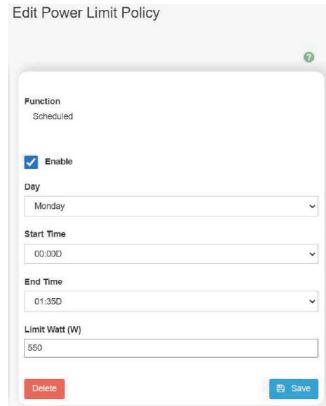 Edit Power Limit Policy
?
Function
Scheduled
Enable
Day
Monday
Start Time
00:00D
End Time
01:35D
Limit Watt (W)
550
Delete
Save